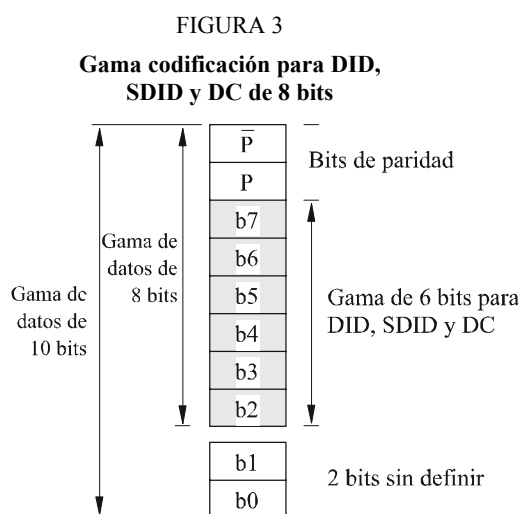 FIGURA 3
Gama codificación para DID,
SDID y DC de 8 bits
P̅
P
Bits de paridad
b7
b6
b5
b4
b3
b2
Gama de
datos de
8 bits
Gama de
datos de
10 bits
Gama de 6 bits para
DID, SDID y DC
b1
b0
2 bits sin definir